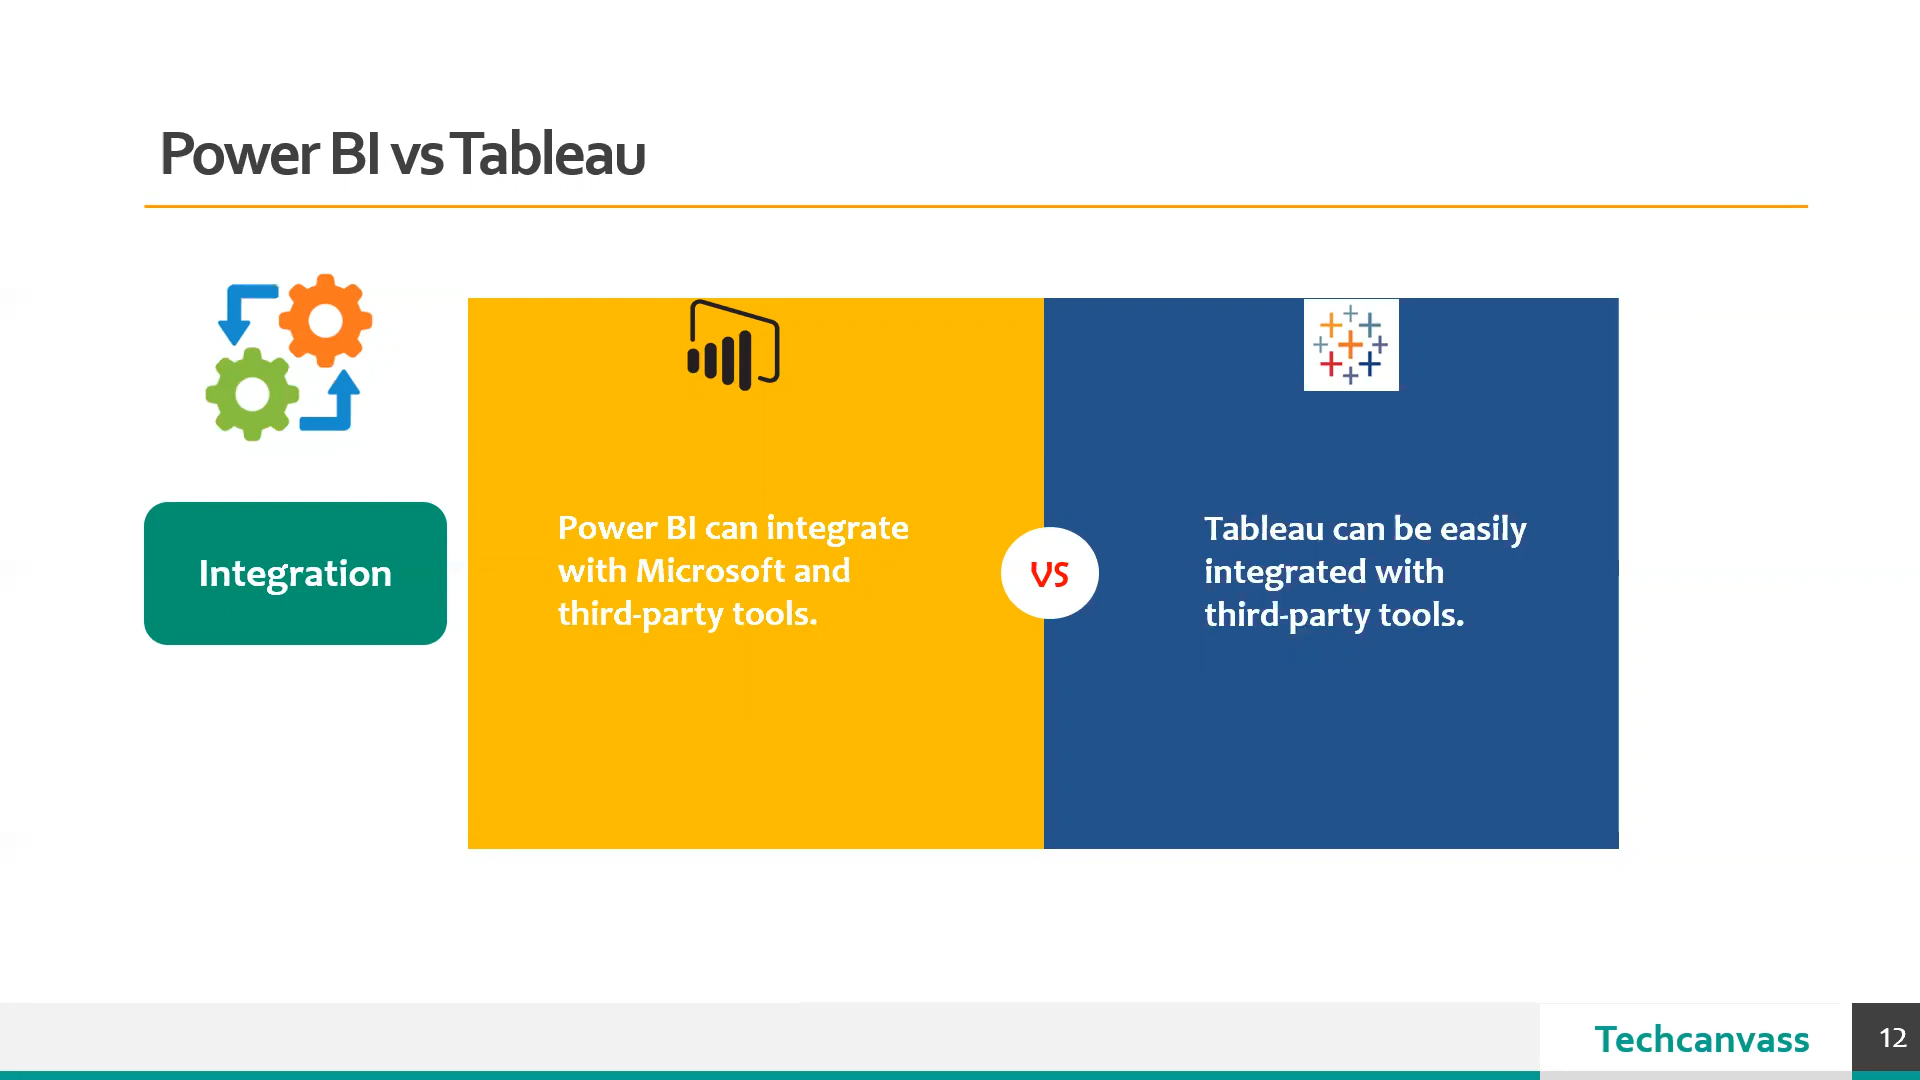 Power BI vs Tableau
Integration
Power BI can integrate
with Microsoft and
third-party tools.
VS
Tableau can be easily
integrated with
third-party tools.
Techcanvass
12